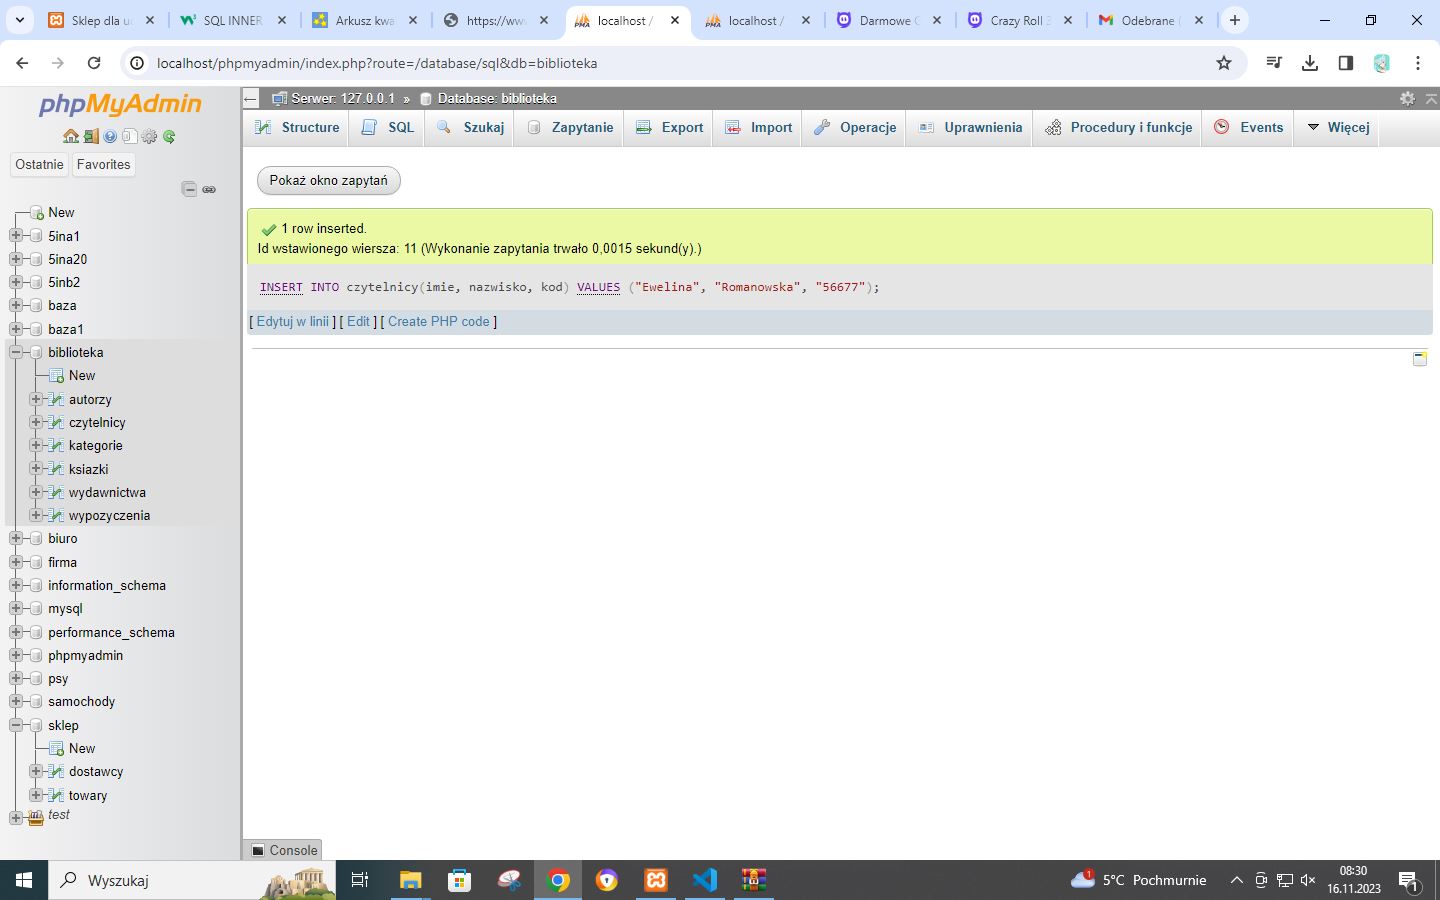 Sklep dla u
SQL INNER
Arkusz kwa
https://ww
localhost /
localhost /
Darmowe G
Crazy Roll 3
Odebrane (
localhost/phpmyadmin/index.php?route=/database/sql&db=biblioteka
phpMyAdmin
Ostatnie
Favorites
New
5ina1
5ina20
5inb2
baza
baza1
biblioteka
New
autorzy
czytelnicy
kategorie
ksiazki
wydawnictwa
wypozyczenia
biuro
firma
information_schema
mysql
performance_schema
phpmyadmin
psy
samochody
sklep
New
dostawcy
towary
test
Serwer: 127.0.0.1 » Database: biblioteka
Structure
SQL
Szukaj
Zapytanie
Export
Import
Operacje
Uprawnienia
Procedury i funkcje
Events
Więcej
Pokaż okno zapytań
1 row inserted.
Id wstawionego wiersza: 11 (Wykonanie zapytania trwało 0,0015 sekund(y).)
INSERT INTO czytelnicy(imie, nazwisko, kod) VALUES ("Ewelina", "Romanowska", "56677");
[ Edytuj w linii ] [ Edit ] [ Create PHP code ]
Console
Wyszukaj
1
5°C Pochmurnie
08:30
16.11.2023
1